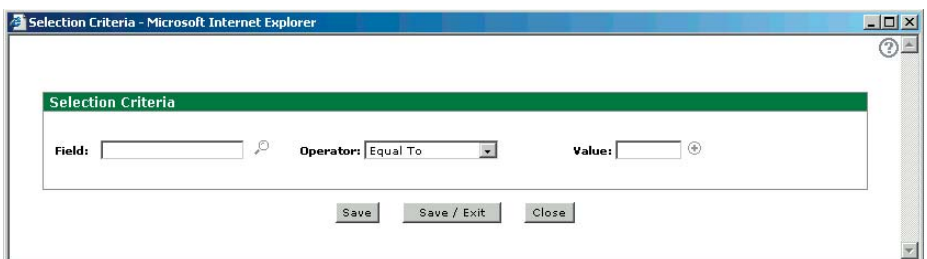 Selection Criteria - Microsoft Internet Explorer
?
Selection Criteria
Field: Operator: Equal To Value:
Save Save / Exit Close